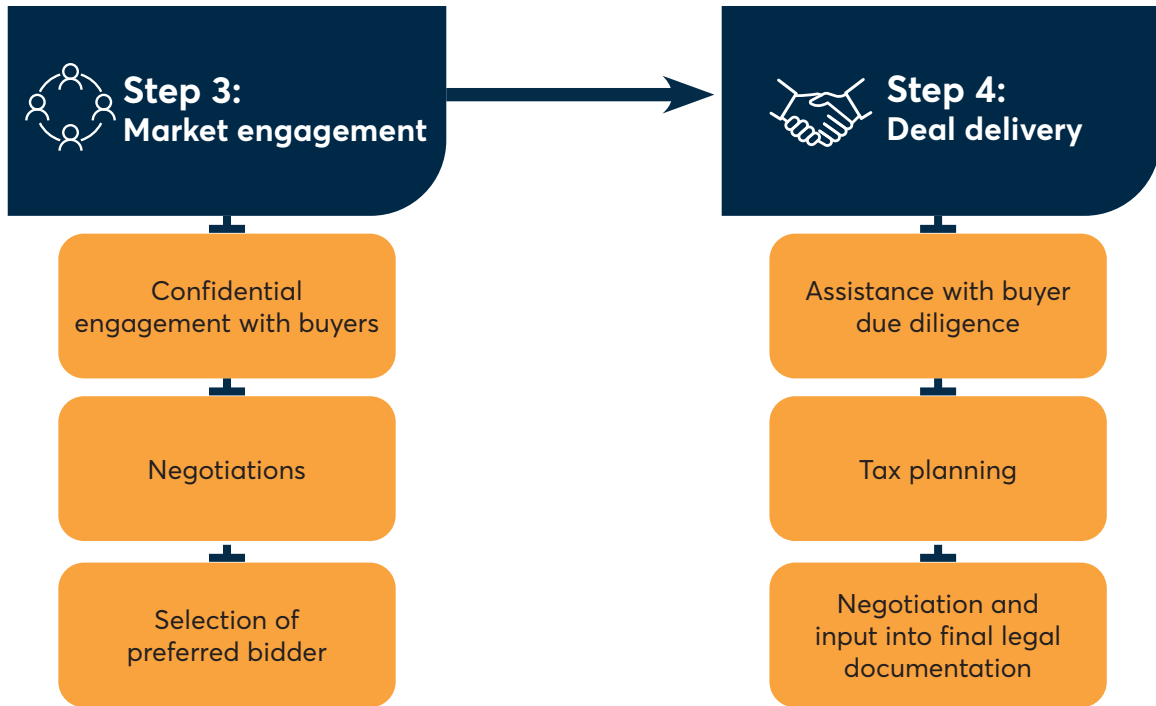 Step 3:
Market engagement
Confidential
engagement with buyers
Negotiations
Selection of
preferred bidder
Step 4:
Deal delivery
Assistance with buyer
due diligence
Tax planning
Negotiation and
input into final legal
documentation